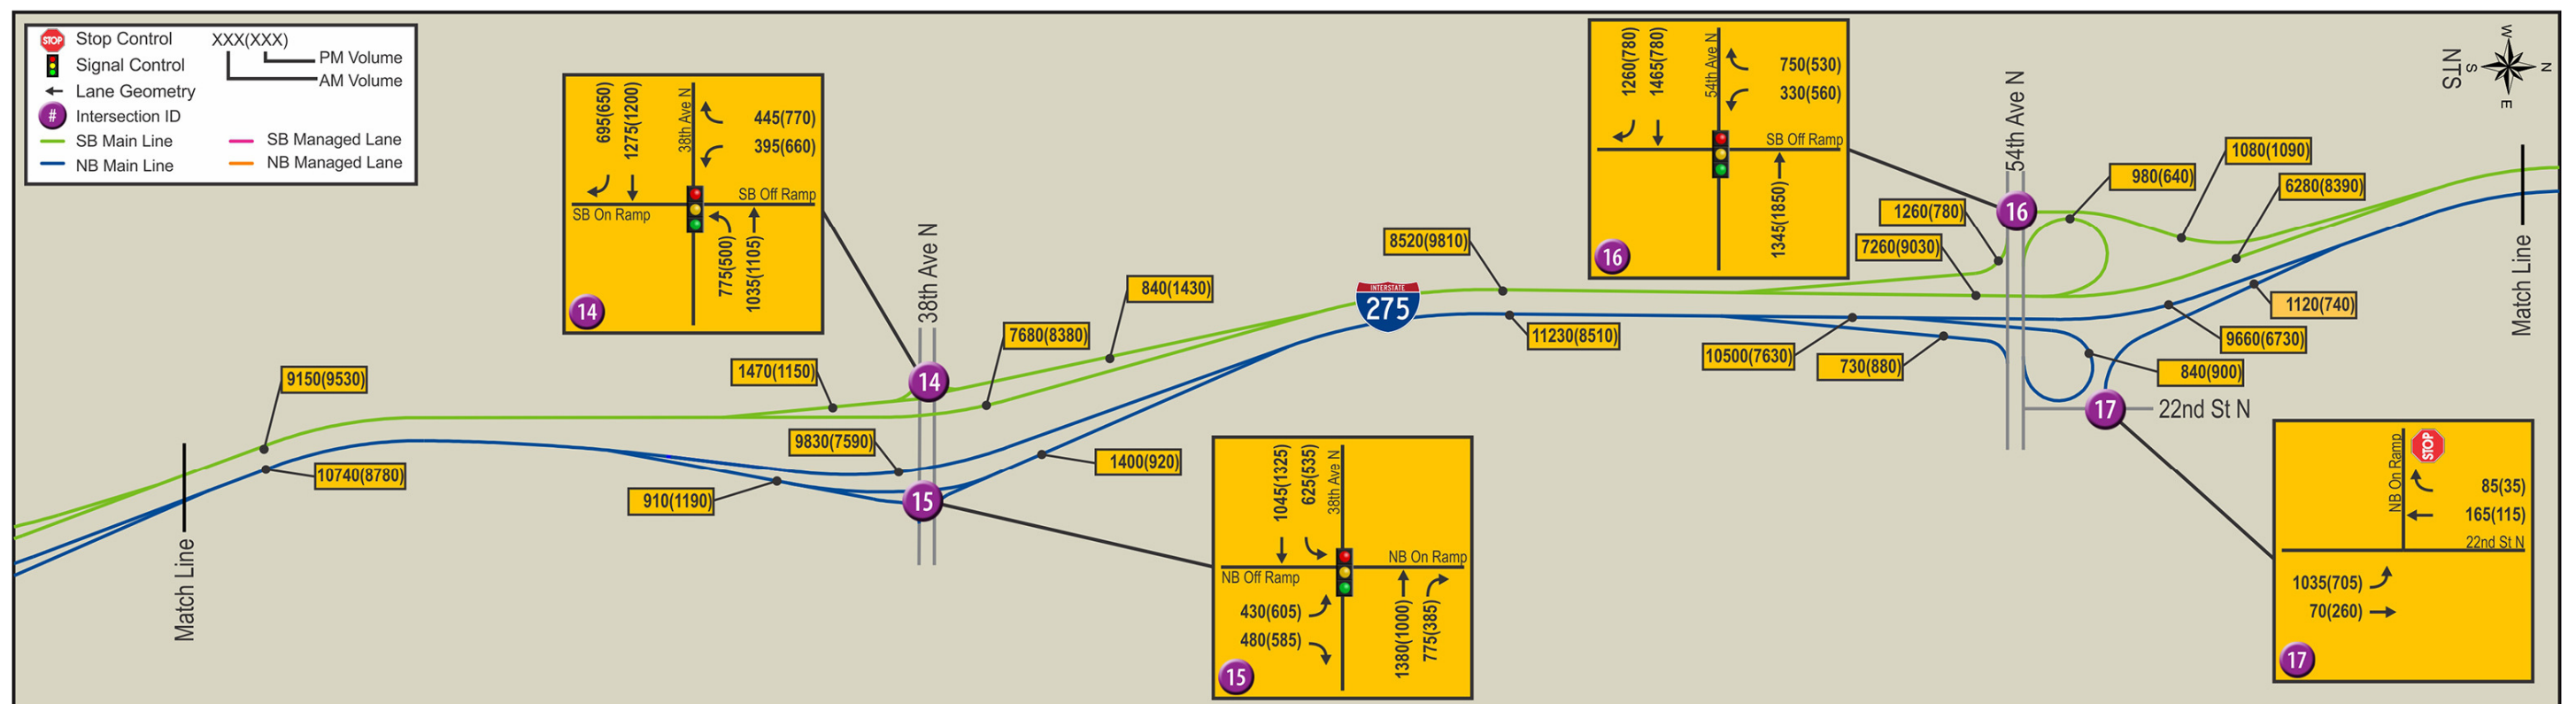 STOP
Stop Control
Signal Control
Lane Geometry
#
Intersection ID
SB Main Line
NB Main Line
XXX(XXX)
PM Volume
AM Volume
SB Managed Lane
NB Managed Lane
695(650)
1275(1200)
38th Ave N
445(770)
395(660)
SB Off Ramp
SB On Ramp
775(500)
1035(1105)
14
1260(780)
1465(780)
54th Ave N
750(530)
330(560)
SB Off Ramp
1345(1850)
16
NTS
W
N
S
E
54th Ave N
16
1080(1090)
980(640)
6280(8390)
1260(780)
7260(9030)
8520(9810)
INTERSTATE
275
11230(8510)
10500(7630)
730(880)
840(900)
9660(6730)
1120(740)
Match Line
17
22nd St N
38th Ave N
14
840(1430)
7680(8380)
1470(1150)
9150(9530)
10740(8780)
9830(7590)
910(1190)
1400(920)
15
Match Line
1045(1325)
625(535)
38th Ave N
NB On Ramp
NB Off Ramp
430(605)
480(585)
1380(1000)
775(385)
15
NB On Ramp
STOP
85(35)
165(115)
22nd St N
1035(705)
70(260)
17